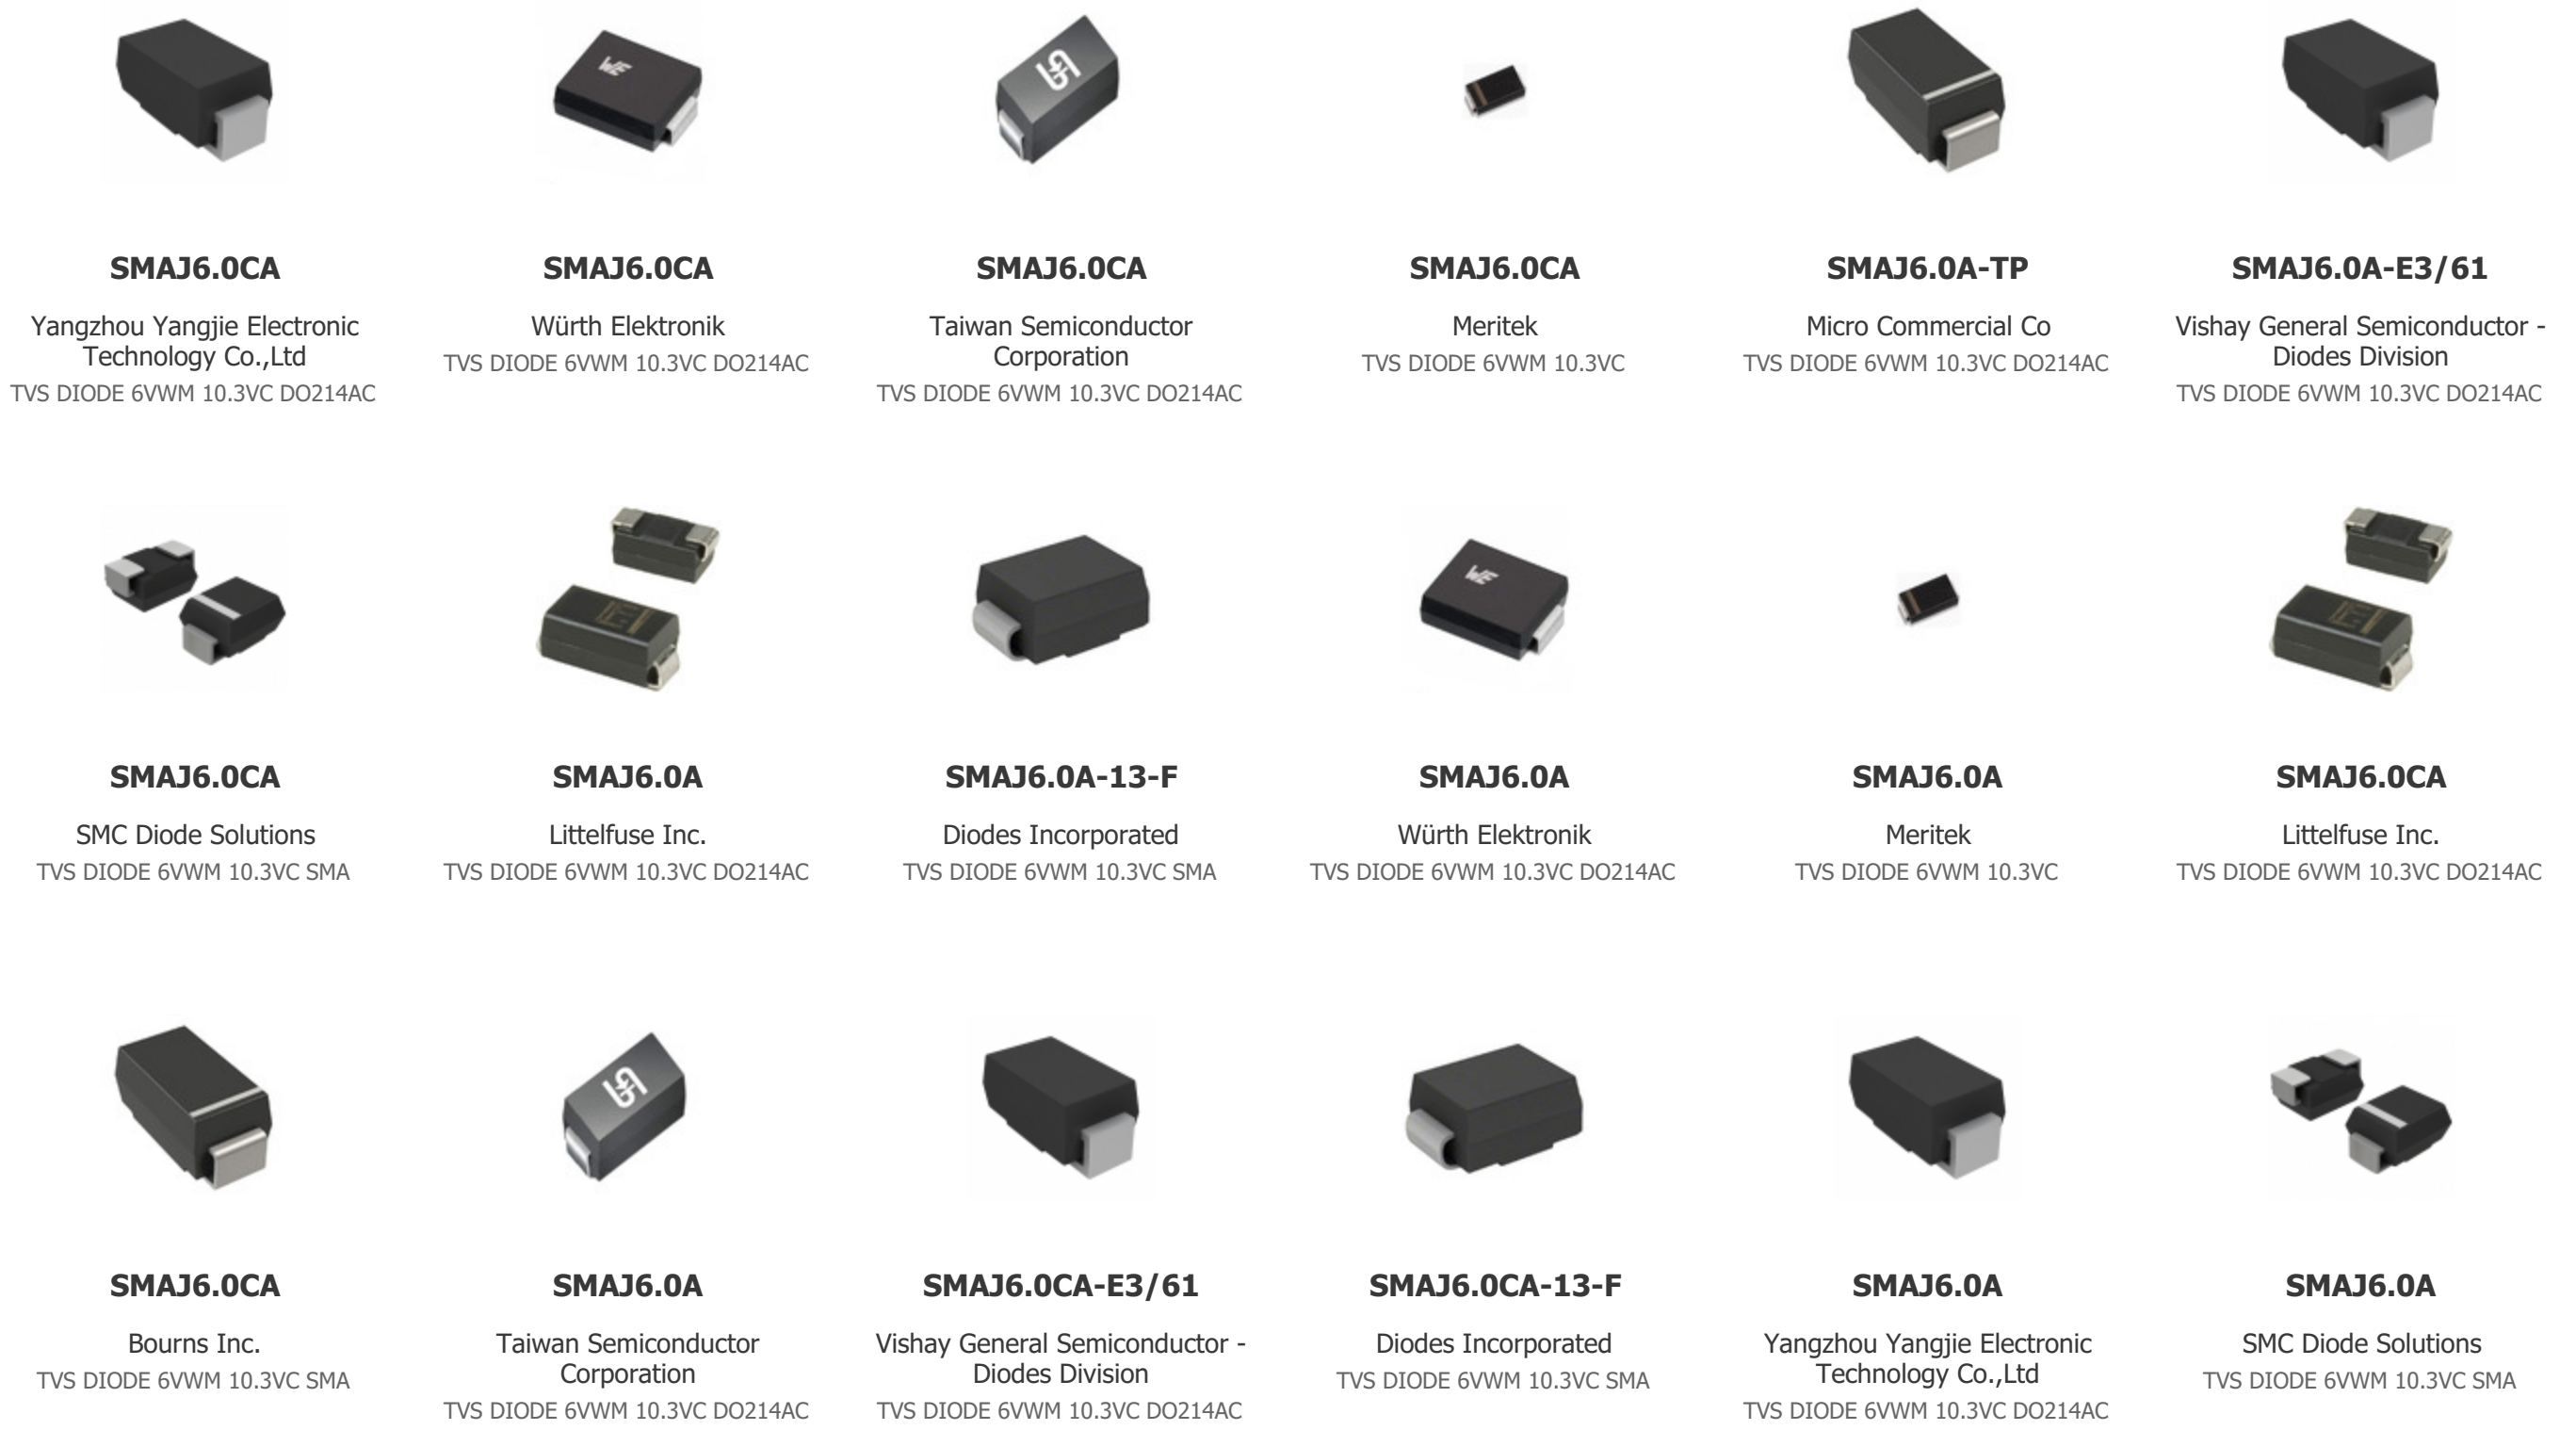 WE
SMAJ6.0CA
Yangzhou Yangjie Electronic
Technology Co.,Ltd
TVS DIODE 6VWM 10.3VC DO214AC
SMAJ6.0CA
Würth Elektronik
TVS DIODE 6VWM 10.3VC DO214AC
SMAJ6.0CA
Taiwan Semiconductor
Corporation
TVS DIODE 6VWM 10.3VC DO214AC
SMAJ6.0CA
Meritek
TVS DIODE 6VWM 10.3VC
SMAJ6.0A-TP
Micro Commercial Co
TVS DIODE 6VWM 10.3VC DO214AC
SMAJ6.0A-E3/61
Vishay General Semiconductor -
Diodes Division
TVS DIODE 6VWM 10.3VC DO214AC
WE
SMAJ6.0CA
SMC Diode Solutions
TVS DIODE 6VWM 10.3VC SMA
SMAJ6.0A
Littelfuse Inc.
TVS DIODE 6VWM 10.3VC DO214AC
SMAJ6.0A-13-F
Diodes Incorporated
TVS DIODE 6VWM 10.3VC SMA
SMAJ6.0A
Würth Elektronik
TVS DIODE 6VWM 10.3VC DO214AC
SMAJ6.0A
Meritek
TVS DIODE 6VWM 10.3VC
SMAJ6.0CA
Littelfuse Inc.
TVS DIODE 6VWM 10.3VC DO214AC
SMAJ6.0CA
Bourns Inc.
TVS DIODE 6VWM 10.3VC SMA
SMAJ6.0A
Taiwan Semiconductor
Corporation
TVS DIODE 6VWM 10.3VC DO214AC
SMAJ6.0CA-E3/61
Vishay General Semiconductor -
Diodes Division
TVS DIODE 6VWM 10.3VC DO214AC
SMAJ6.0CA-13-F
Diodes Incorporated
TVS DIODE 6VWM 10.3VC SMA
SMAJ6.0A
Yangzhou Yangjie Electronic
Technology Co.,Ltd
TVS DIODE 6VWM 10.3VC DO214AC
SMAJ6.0A
SMC Diode Solutions
TVS DIODE 6VWM 10.3VC SMA